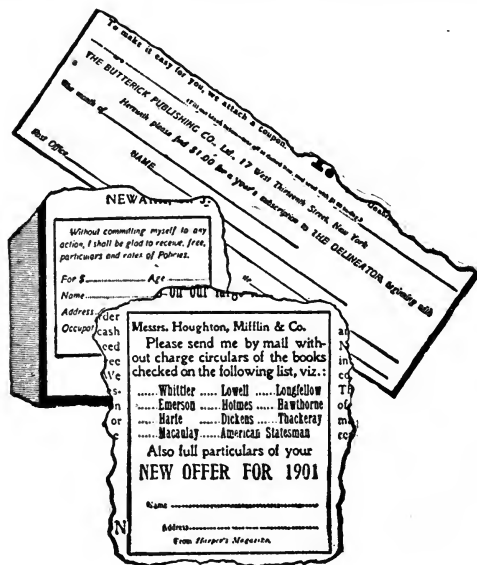 To make it easy for you, we attach a coupon.
THE BUTTERICK PUBLISHING CO., Ltd., 17 West Thirteenth Street, New York
Herewith please find $1.00 for a year's subscription to THE DELINEATOR beginning with
the month of
NAME
Post Office
NEWA
Without committing myself to any
action, I shall be glad to receive, free,
particulars and rates of Policies.
For $ Age
Name
Address
Occupat
Messrs. Houghton, Mifflin & Co.
Please send me by mail with-
out charge circulars of the books
checked on the following list, viz.:
Whittier Lowell Longfellow
Emerson Holmes Hawthorne
Harte Dickens Thackeray
Macaulay American Statesman
Also full particulars of your
NEW OFFER FOR 1901
Name
Address
From Harper's Magazine.